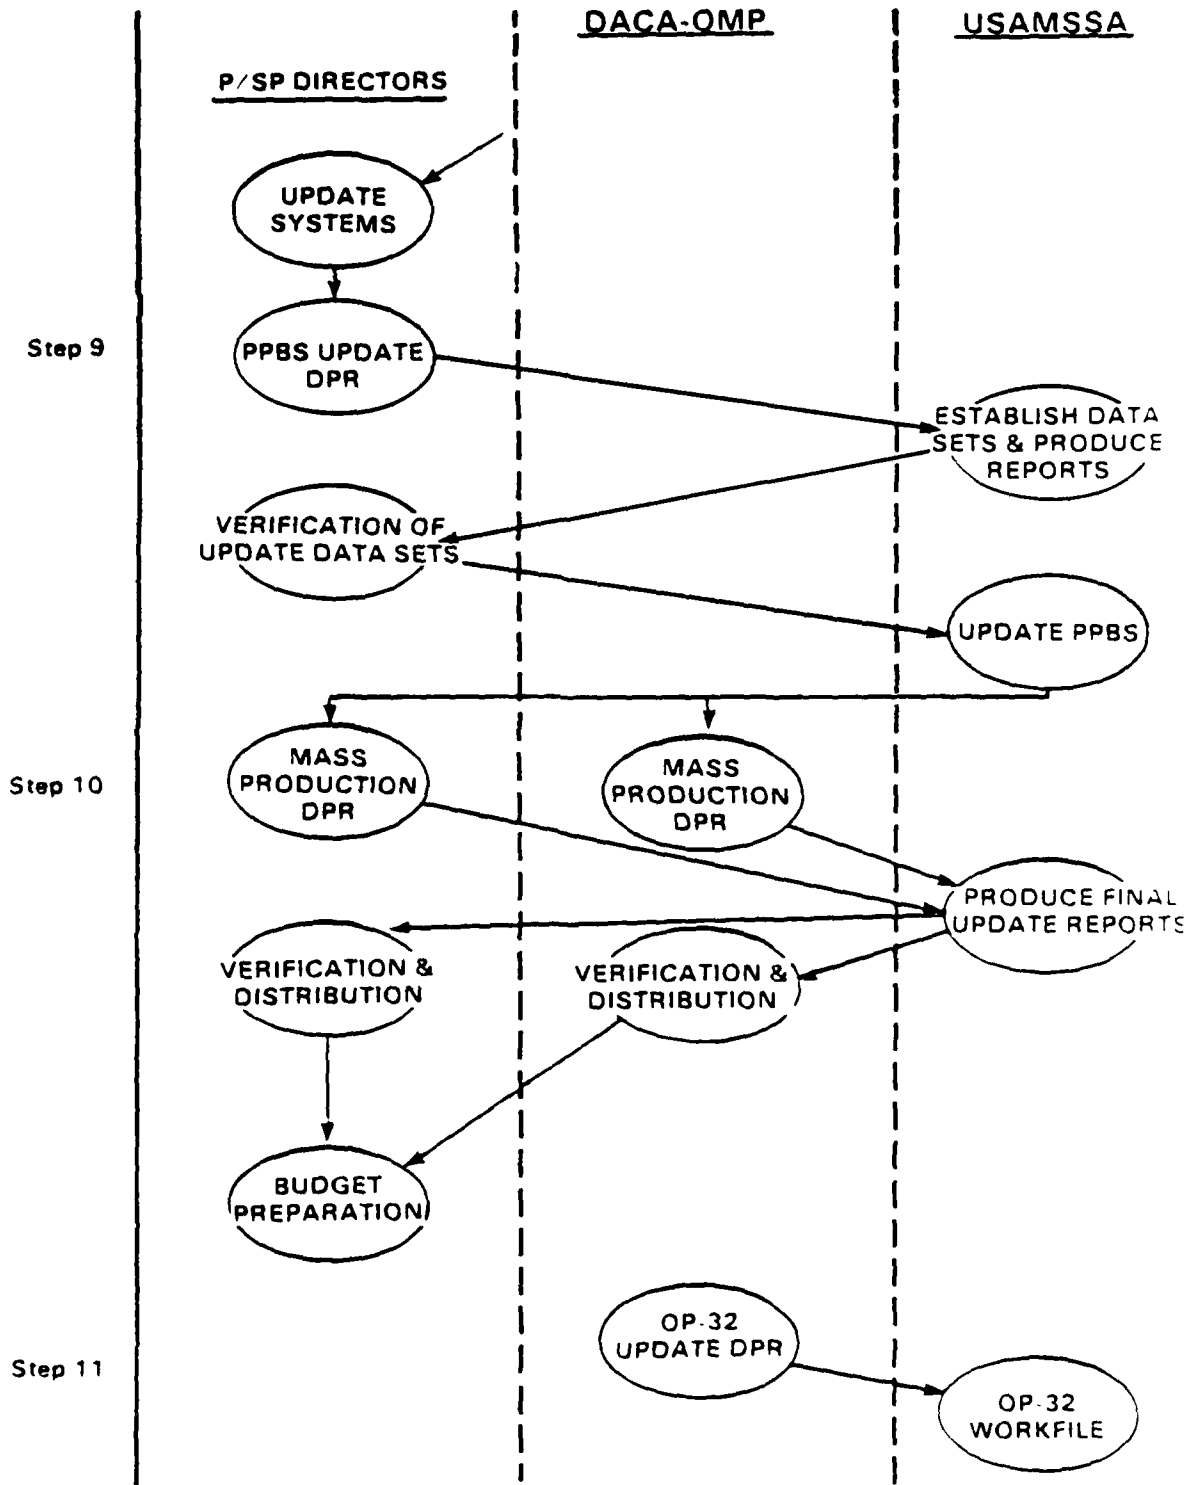 DACA-OMP
USAMSSA
P/SP DIRECTORS
UPDATE
SYSTEMS
Step 9
PPBS UPDATE
DPR
ESTABLISH DATA
SETS & PRODUCE
REPORTS
VERIFICATION OF
UPDATE DATA SETS
UPDATE PPBS
Step 10
MASS
PRODUCTION
DPR
MASS
PRODUCTION
DPR
PRODUCE FINAL
UPDATE REPORTS
VERIFICATION &
DISTRIBUTION
VERIFICATION &
DISTRIBUTION
BUDGET
PREPARATION
OP-32
UPDATE DPR
Step 11
OP-32
WORKFILE